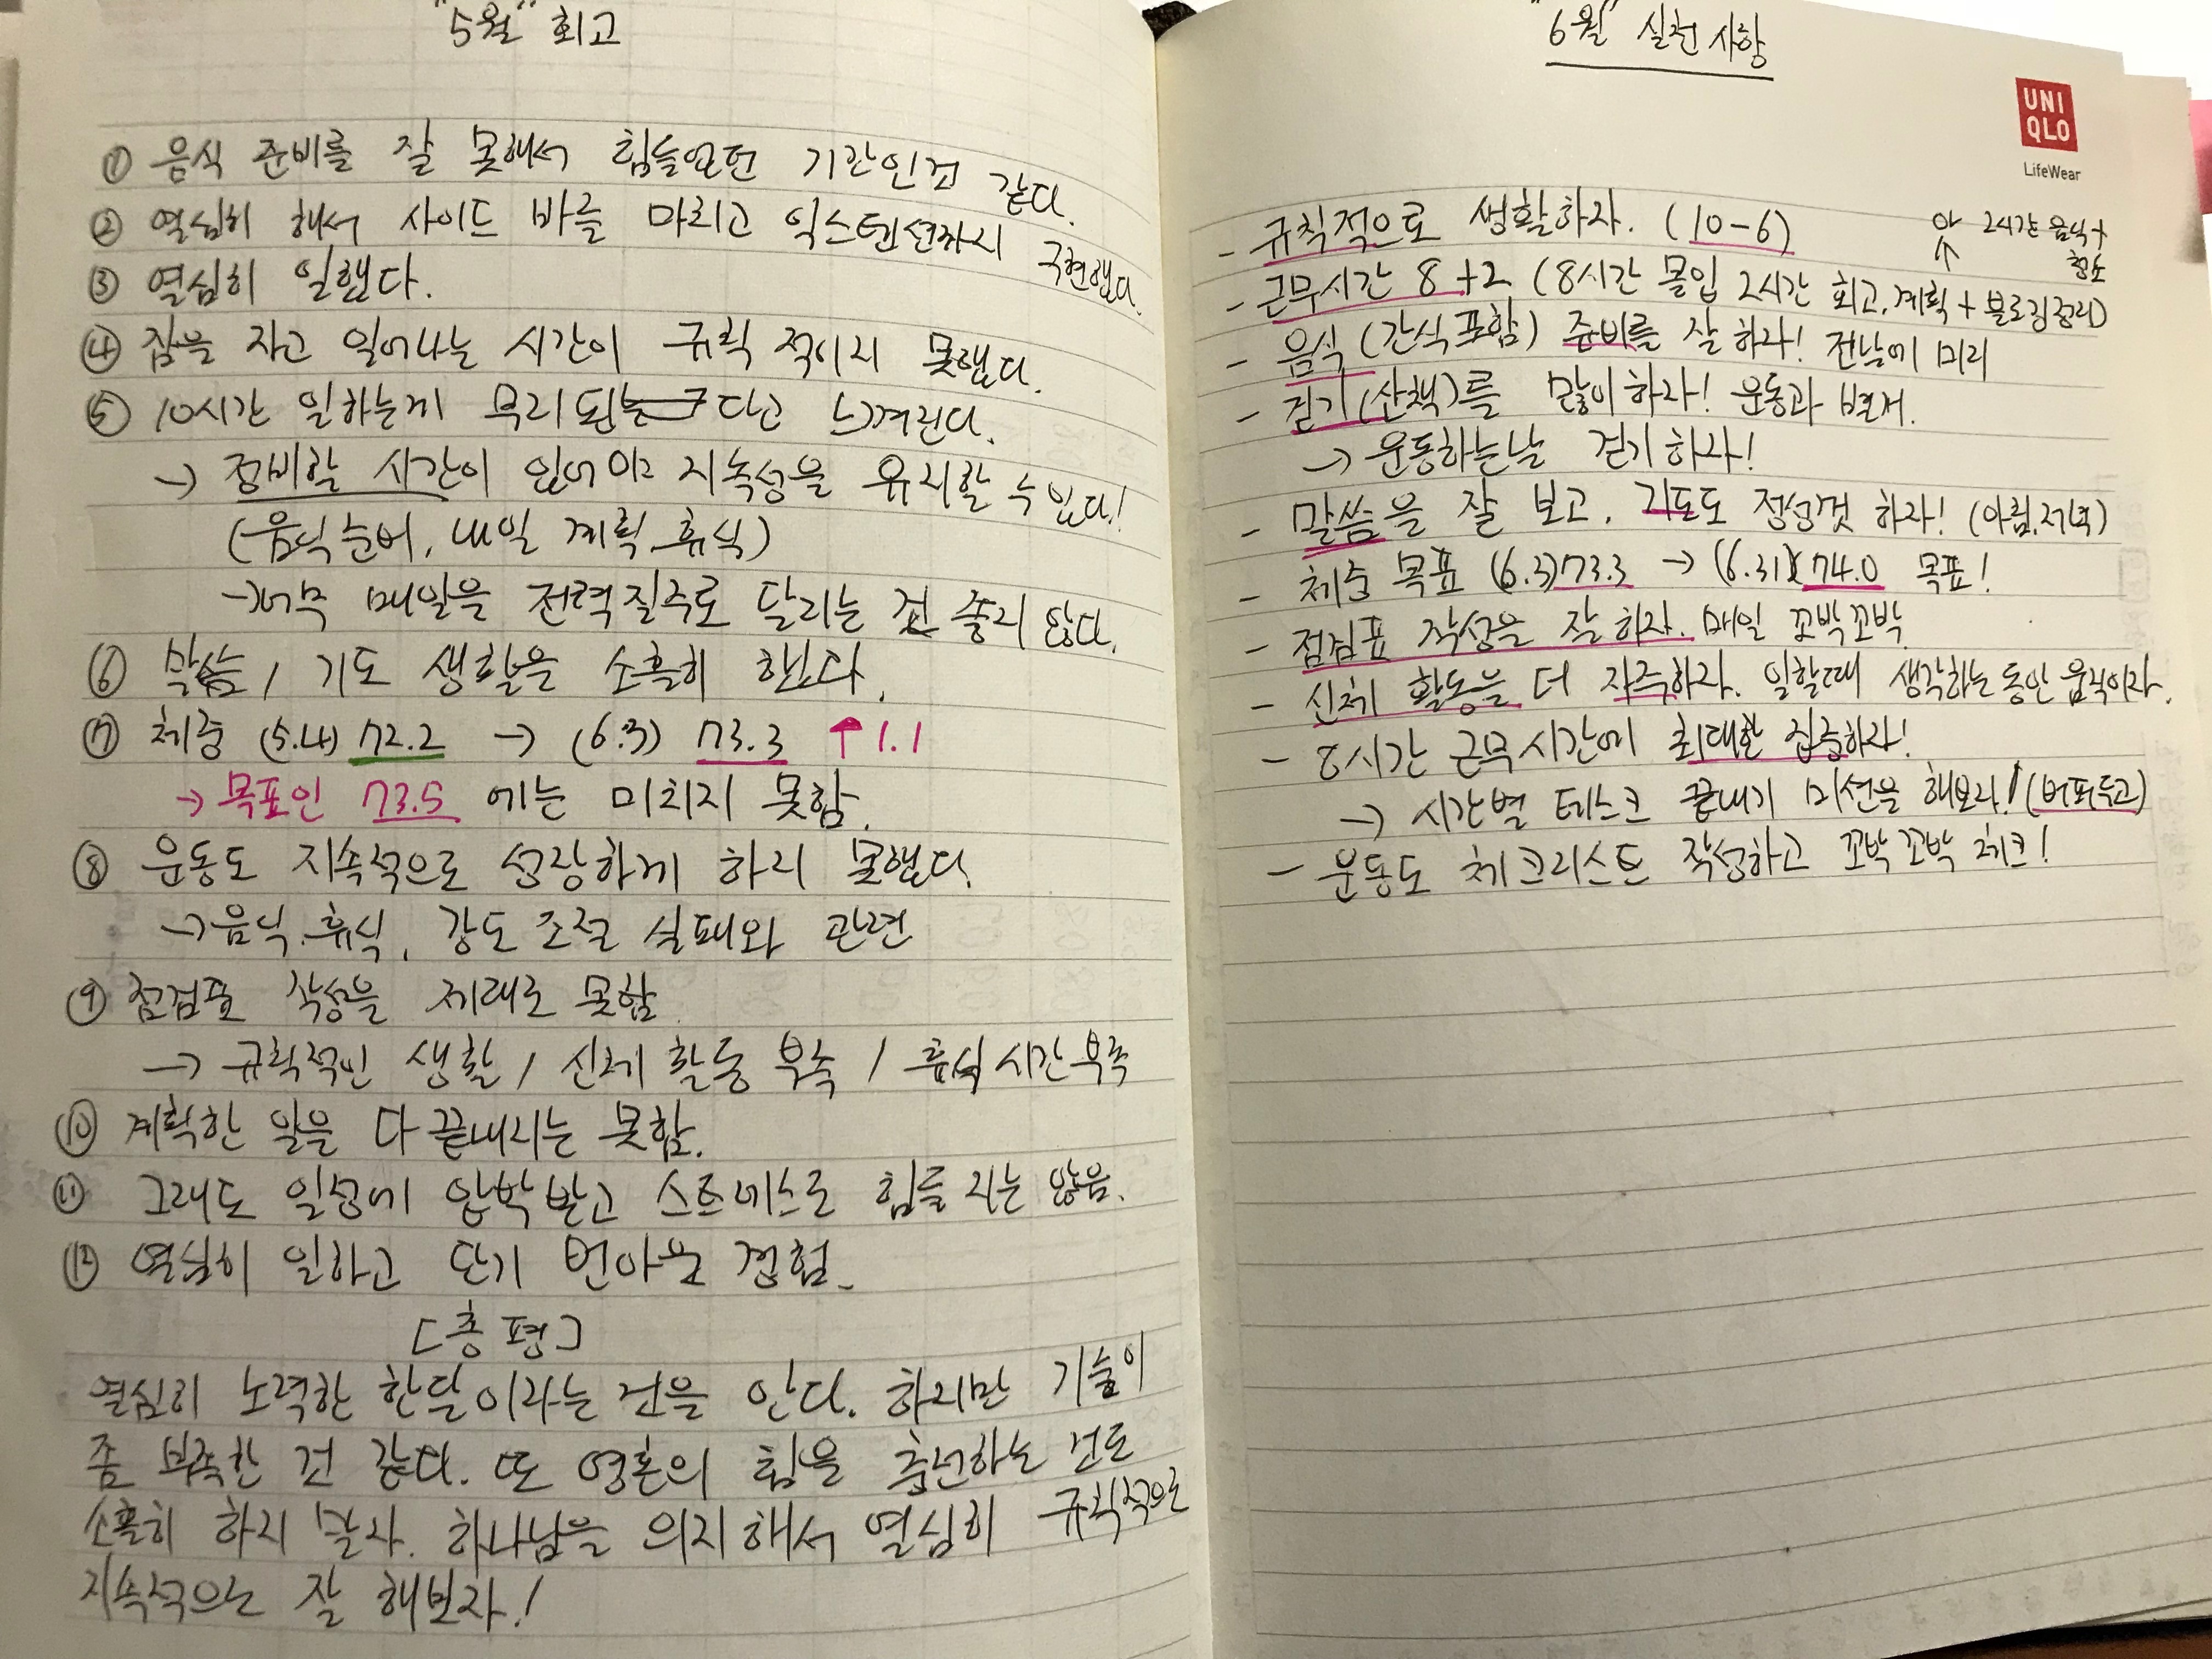 "5월" 회고
① 음식 준비를 잘 못해서 힘들었던 기간인것 같다.
② 열심히 해서 사이드 바를 마치고 익스텐션까지 구현했다.
③ 열심히 일했다.
④ 잠을 자고 일어나는 시간이 규칙적이지 못했다.
⑤ 10시간 일하는게 무리된다고 느껴진다.
→ 정비할 시간이 있어야 지속성을 유지할 수 있다!
(음식준비, 내일 계획, 휴식)
→ 너무 매일을 전력질주로 달리는 건 좋지 않다.
⑥ 말씀, 기도 생활을 소홀히 했다.
⑦ 체중 (5.4) 72.2 → (6.3) 73.3 ↑1.1
→ 목표인 73.5 에는 미치지 못함.
⑧ 운동도 지속적으로 성장하게 하지 못했다.
→ 음식, 휴식, 강도 조절 실패와 관련
⑨ 점검표 작성을 제대로 못함
→ 규칙적인 생활 / 신체 활동 부족 / 휴식 시간 부족
⑩ 계획한 일을 다 끝내지는 못함.
⑪ 그래도 일정에 압박받고 스트레스로 힘들지는 않음.
⑫ 열심히 일하고 단기 번아웃 경험.
[총평]
열심히 노력한 한달이라는 건을 안다. 하지만 기술이
좀 부족한 건 같다. 또 영혼의 힘을 충전하는 건도
소홀히 하지 말자. 하나님을 의지해서 열심히 규칙적으로
지속적으로 잘 해보자!
"6월" 실천 사항
UNI
QLO
LifeWear
- 규칙적으로 생활하자. (10-6)
아 2시간 음식+
청소
↑
- 근무시간 8+2 (8시간 몰입 2시간 회고, 계획 + 블로깅정리)
- 음식(간식포함) 준비를 잘 하자! 전날에 미리
- 걷기(산책)를 많이하자! 운동과 별개.
→ 운동하는날 걷기하자!
- 말씀을 잘 보고, 기도도 정성껏 하자! (아침, 저녁)
- 체중 목표 (6.3)73.3 → (6.31)74.0 목표!
- 점검표 작성을 잘하자. 매일 꼬박꼬박
- 신체 활동을 더 자주하자. 일할때 생각하는동안 움직이자.
- 8시간 근무시간에 최대한 집중하자!
→ 시간별 테스크 끝내기 미션을 해보자! (버퍼두고)
- 운동도 체크리스트 작성하고 꼬박꼬박 체크!